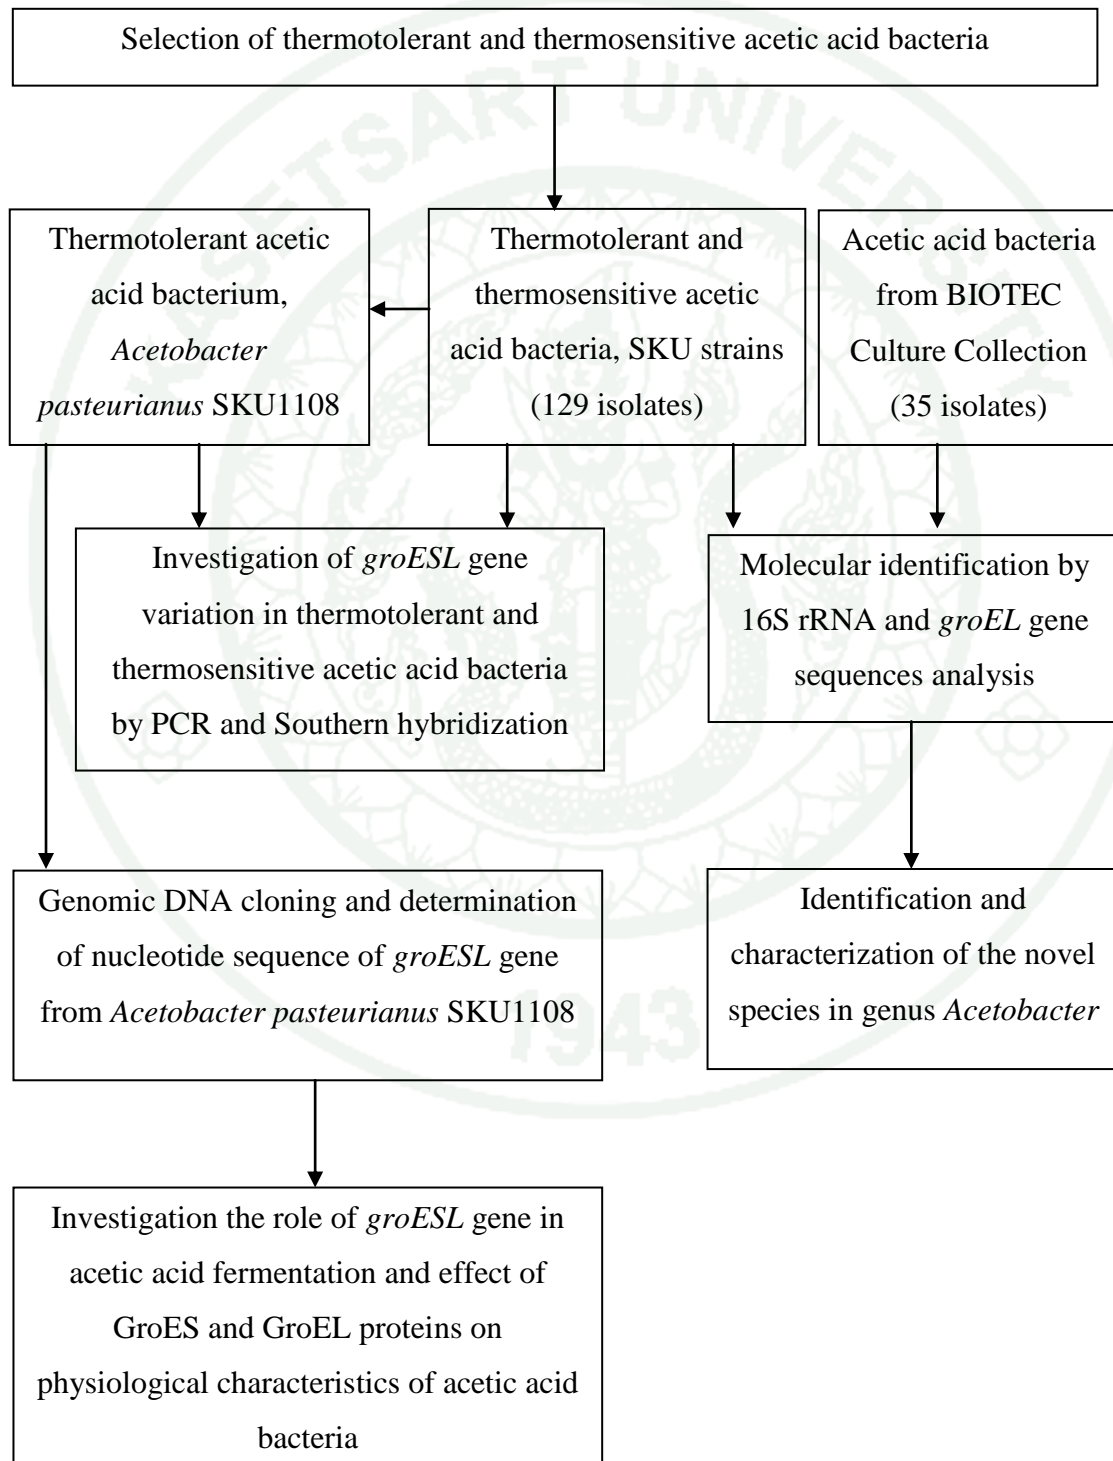 Selection of thermotolerant and thermosensitive acetic acid bacteria
Thermotolerant acetic
acid bacterium,
Acetobacter
pasteurianus SKU1108
Thermotolerant and
thermosensitive acetic
acid bacteria, SKU strains
(129 isolates)
Acetic acid bacteria
from BIOTEC
Culture Collection
(35 isolates)
Investigation of groESL gene
variation in thermotolerant and
thermosensitive acetic acid bacteria
by PCR and Southern hybridization
Molecular identification by
16S rRNA and groEL gene
sequences analysis
Genomic DNA cloning and determination
of nucleotide sequence of groESL gene
from Acetobacter pasteurianus SKU1108
Identification and
characterization of the novel
species in genus Acetobacter
Investigation the role of groESL gene in
acetic acid fermentation and effect of
GroES and GroEL proteins on
physiological characteristics of acetic acid
bacteria
KASETSART UNIVERSITY
1943